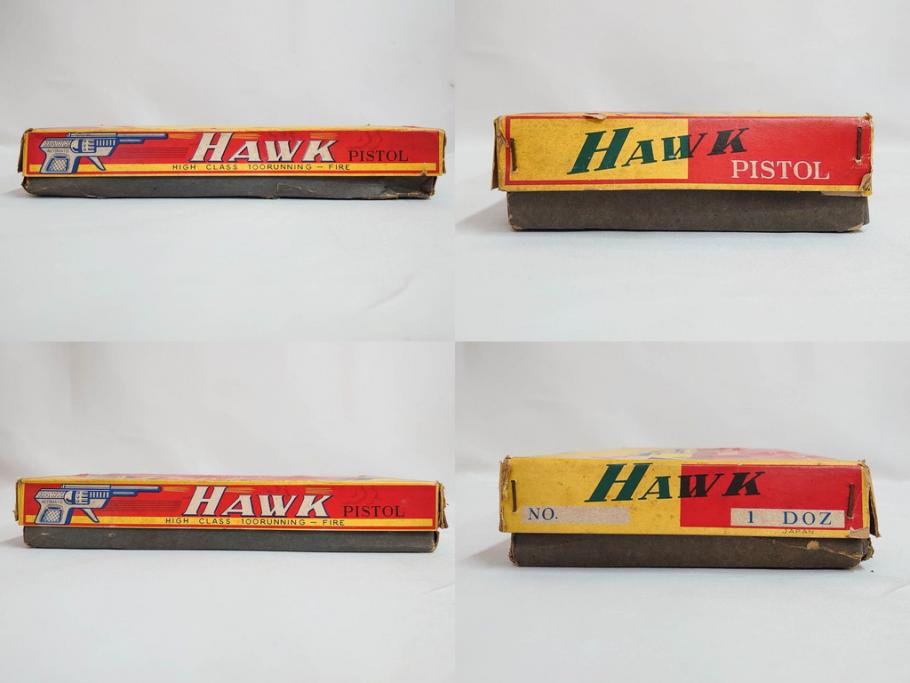 HAWK PISTOL
HIGH CLASS 100RUNNING — FIRE
HAWK
PISTOL
HAWK PISTOL
HIGH CLASS 100RUNNING — FIRE
HAWK
NO. 1 DOZ
JAPAN